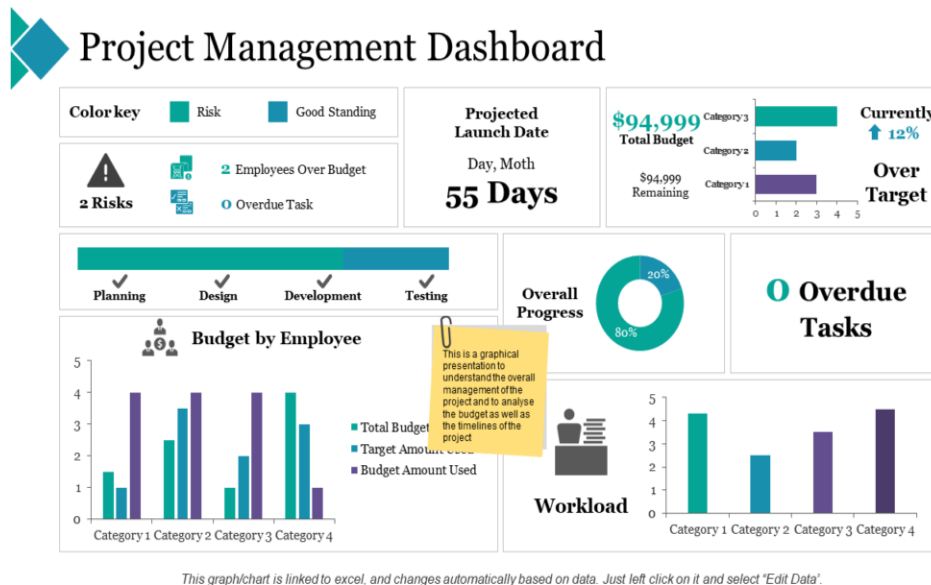 Project Management Dashboard
Color key
Risk
Good Standing
2 Risks
2 Employees Over Budget
0 Overdue Task
Projected
Launch Date
Day, Moth
55 Days
$94,999
Total Budget
$94,999
Remaining
Category 3
Category 2
Category 1
0 1 2 3 4 5
Currently
12%
Over
Target
Planning
Design
Development
Testing
Overall
Progress
20%
80%
0 Overdue
Tasks
Budget by Employee
5
4
3
2
1
0
Category 1 Category 2 Category 3 Category 4
Total Budget
Target Amount Used
Budget Amount Used
This is a graphical
presentation to
understand the overall
management of the
project and to analyse
the budget as well as
the timelines of the
project
Workload
5
4
3
2
1
0
Category 1 Category 2 Category 3 Category 4
This graph/chart is linked to excel, and changes automatically based on data. Just left click on it and select “Edit Data”.